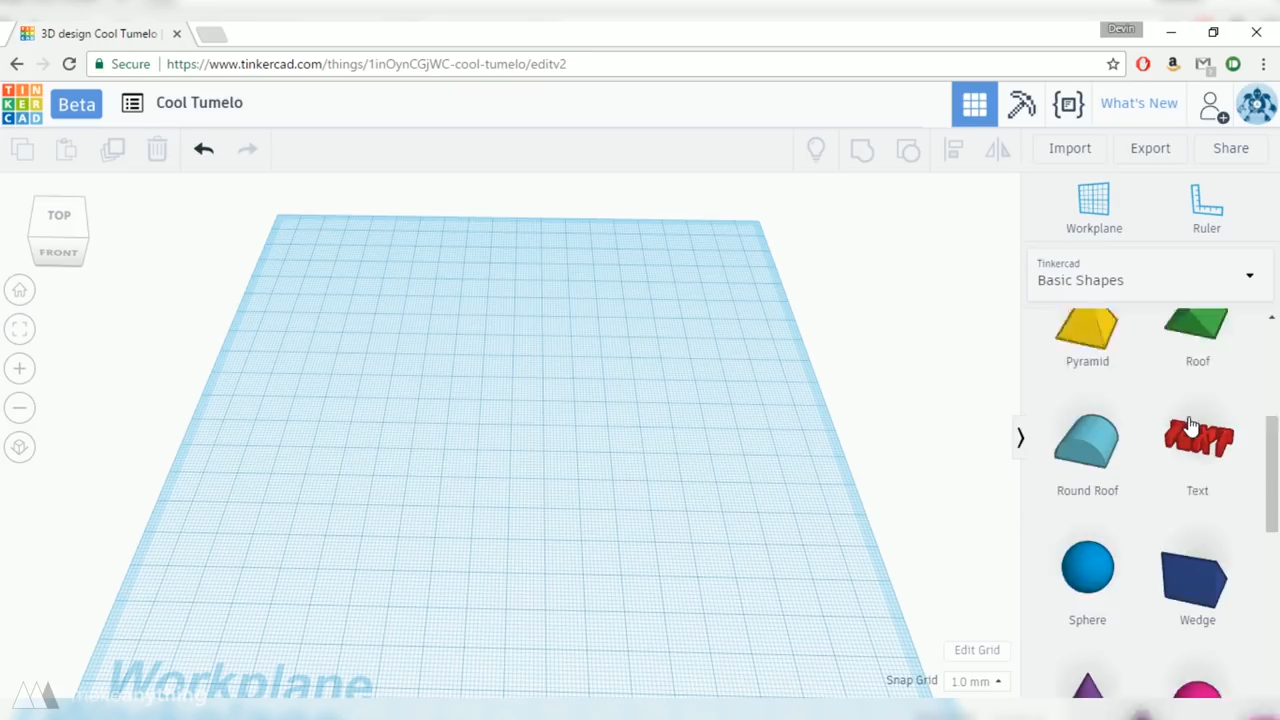 Devin
3D design Cool Tumelo
Secure
https://www.tinkercad.com/things/1inOynCGjWC-cool-tumelo/editv2
TIN
KER
CAD
Beta
Cool Tumelo
What's New
Import
Export
Share
TOP
FRONT
Workplane
Ruler
Tinkercad
Basic Shapes
Pyramid
Roof
TEXT
Round Roof
Text
Sphere
Wedge
Edit Grid
Snap Grid
1.0 mm
Workplane